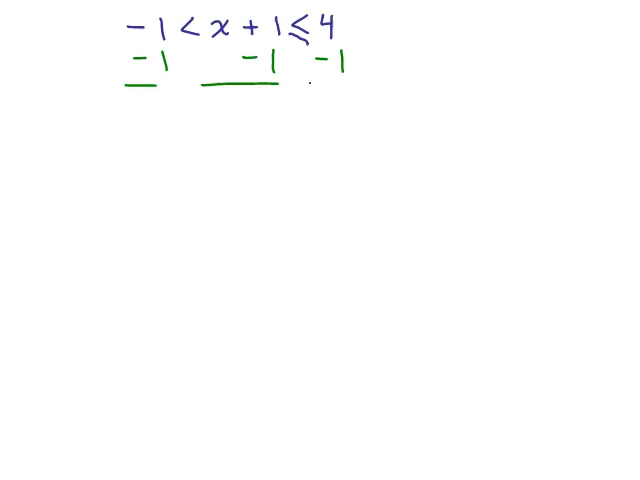 - 1 < x + 1 ≤ 4
- 1 - 1 - 1